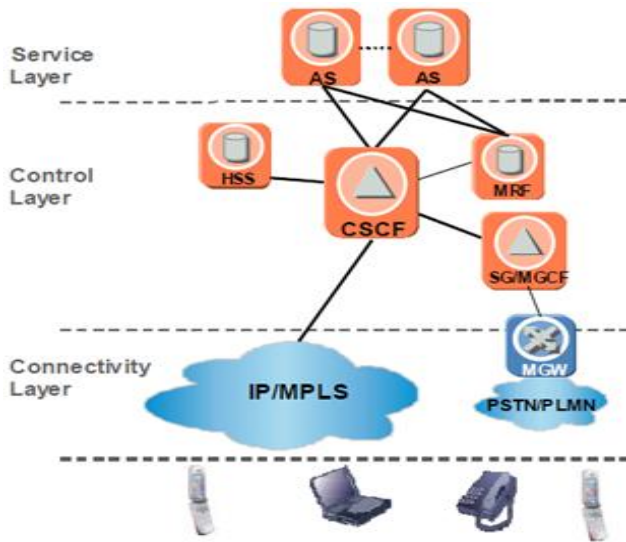 Service
Layer
AS
AS
Control
Layer
HSS
CSCF
MRF
SG/MGCF
Connectivity
Layer
IP/MPLS
MGW
PSTN/PLMN